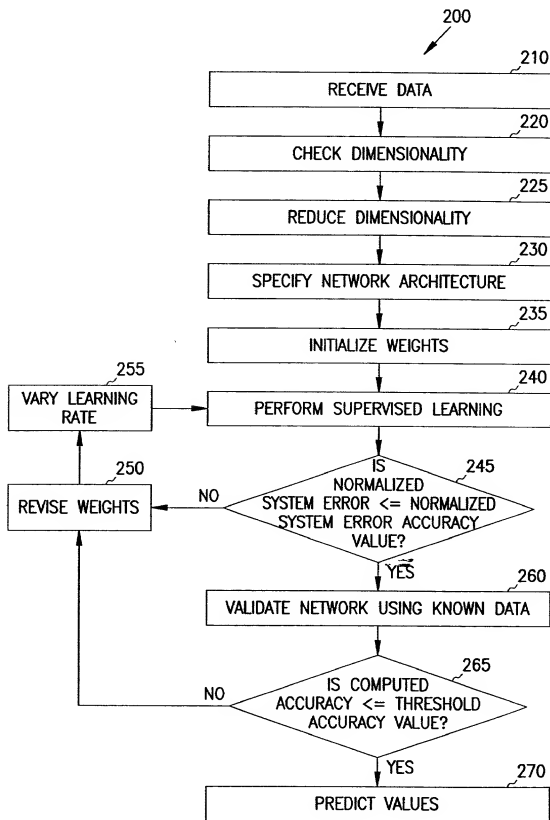 200
210
RECEIVE DATA
220
CHECK DIMENSIONALITY
225
REDUCE DIMENSIONALITY
230
SPECIFY NETWORK ARCHITECTURE
235
INITIALIZE WEIGHTS
255
VARY LEARNING
RATE
240
PERFORM SUPERVISED LEARNING
245
IS
NORMALIZED
SYSTEM ERROR <= NORMALIZED
SYSTEM ERROR ACCURACY
VALUE?
250
REVISE WEIGHTS
NO
YES
260
VALIDATE NETWORK USING KNOWN DATA
265
IS COMPUTED
ACCURACY <= THRESHOLD
ACCURACY VALUE?
NO
YES
270
PREDICT VALUES